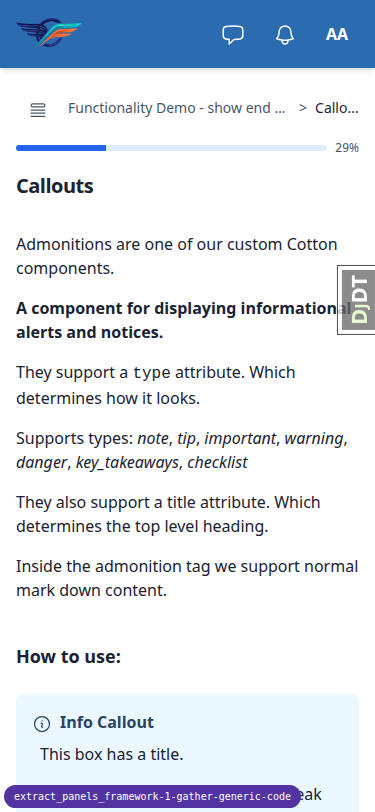 AA
Functionality Demo - show end ... > Callo...
29%
Callouts
Admonitions are one of our custom Cotton
components.
A component for displaying informational
alerts and notices.
DjDT
They support a type attribute. Which
determines how it looks.
Supports types: note, tip, important, warning,
danger, key_takeaways, checklist
They also support a title attribute. Which
determines the top level heading.
Inside the admonition tag we support normal
mark down content.
How to use:
Info Callout
This box has a title.
extract_panels_framework-1-gather-generic-code